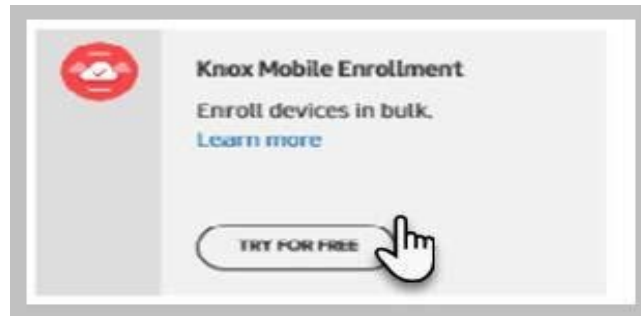 Knox Mobile Enrollment
Enroll devices in bulk.
Learn more
TRY FOR FREE